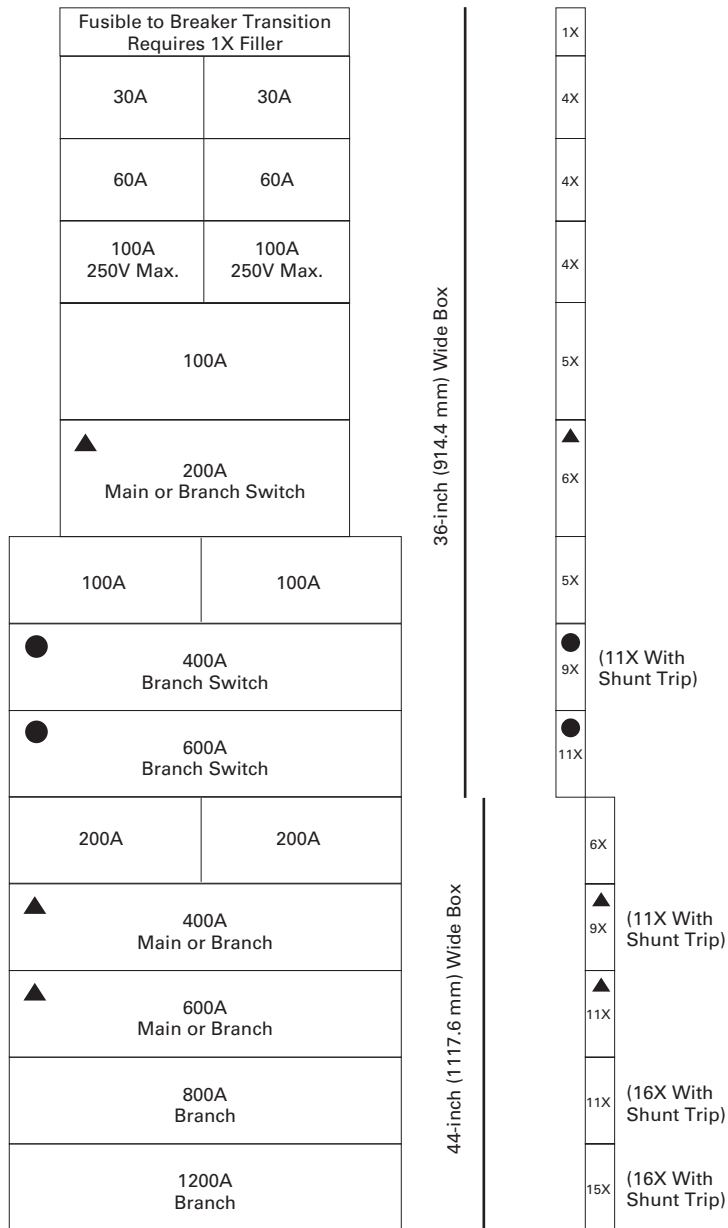 Fusible to Breaker Transition
Requires 1X Filler
1X
30A 30A
4X
60A 60A
4X
100A
250V Max.
100A
250V Max.
4X
100A
5X
200A
Main or Branch Switch
6X
36-inch (914.4 mm) Wide Box
100A 100A
5X
400A
Branch Switch
9X
(11X With
Shunt Trip)
600A
Branch Switch
11X
200A 200A
6X
400A
Main or Branch
9X
(11X With
Shunt Trip)
600A
Main or Branch
11X
44-inch (1117.6 mm) Wide Box
800A
Branch
11X
(16X With
Shunt Trip)
1200A
Branch
15X
(16X With
Shunt Trip)